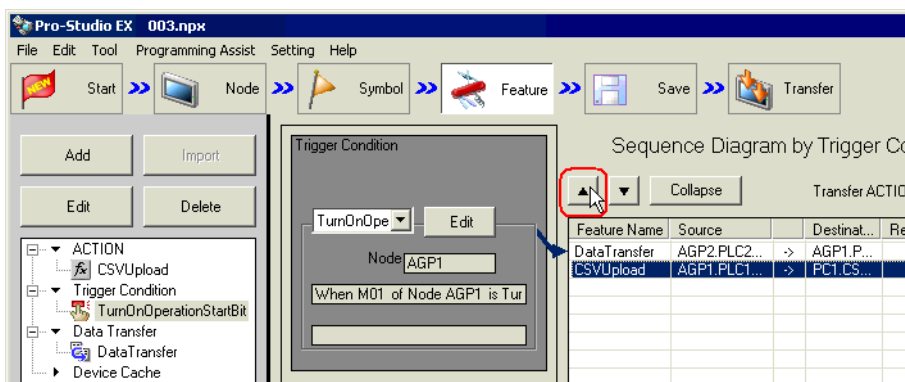 Pro-Studio EX 003.npx
File Edit Tool Programming Assist Setting Help
NEW Start Node Symbol Feature Save Transfer
Add Import
Edit Delete
ACTION
fx CSVUpload
Trigger Condition
TurnOnOperationStartBit
Data Transfer
DataTransfer
Device Cache
Trigger Condition
TurnOnOpe Edit
Node AGP1
When M01 of Node AGP1 is Tur
Sequence Diagram by Trigger Co
Collapse Transfer ACTIO
Feature Name Source Destinat... Re
DataTransfer AGP2.PLC2... -> AGP1.P...
CSVUpload AGP1.PLC1... -> PC1.CS...